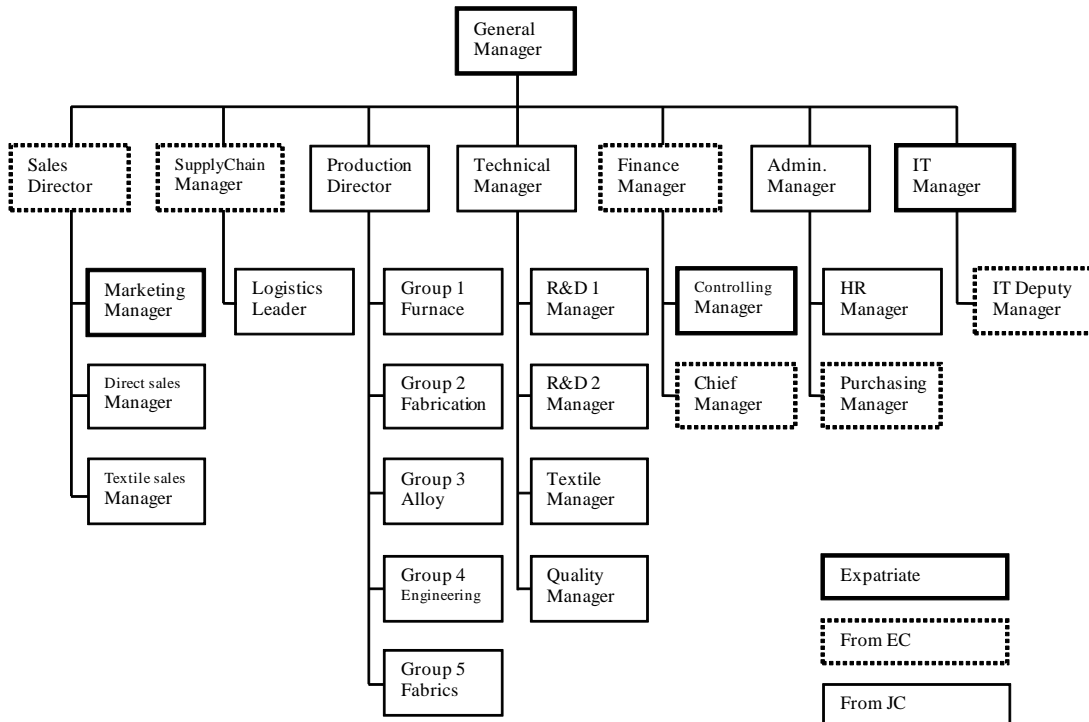 General
Manager
Sales
Director
SupplyChain
Manager
Production
Director
Technical
Manager
Finance
Manager
Admin.
Manager
IT
Manager
Marketing
Manager
Logistics
Leader
Group 1
Furnace
R&D 1
Manager
Controlling
Manager
HR
Manager
IT Deputy
Manager
Direct sales
Manager
Group 2
Fabrication
R&D 2
Manager
Chief
Manager
Purchasing
Manager
Textile sales
Manager
Group 3
Alloy
Textile
Manager
Group 4
Engineering
Quality
Manager
Group 5
Fabrics
Expatriate
From EC
From JC